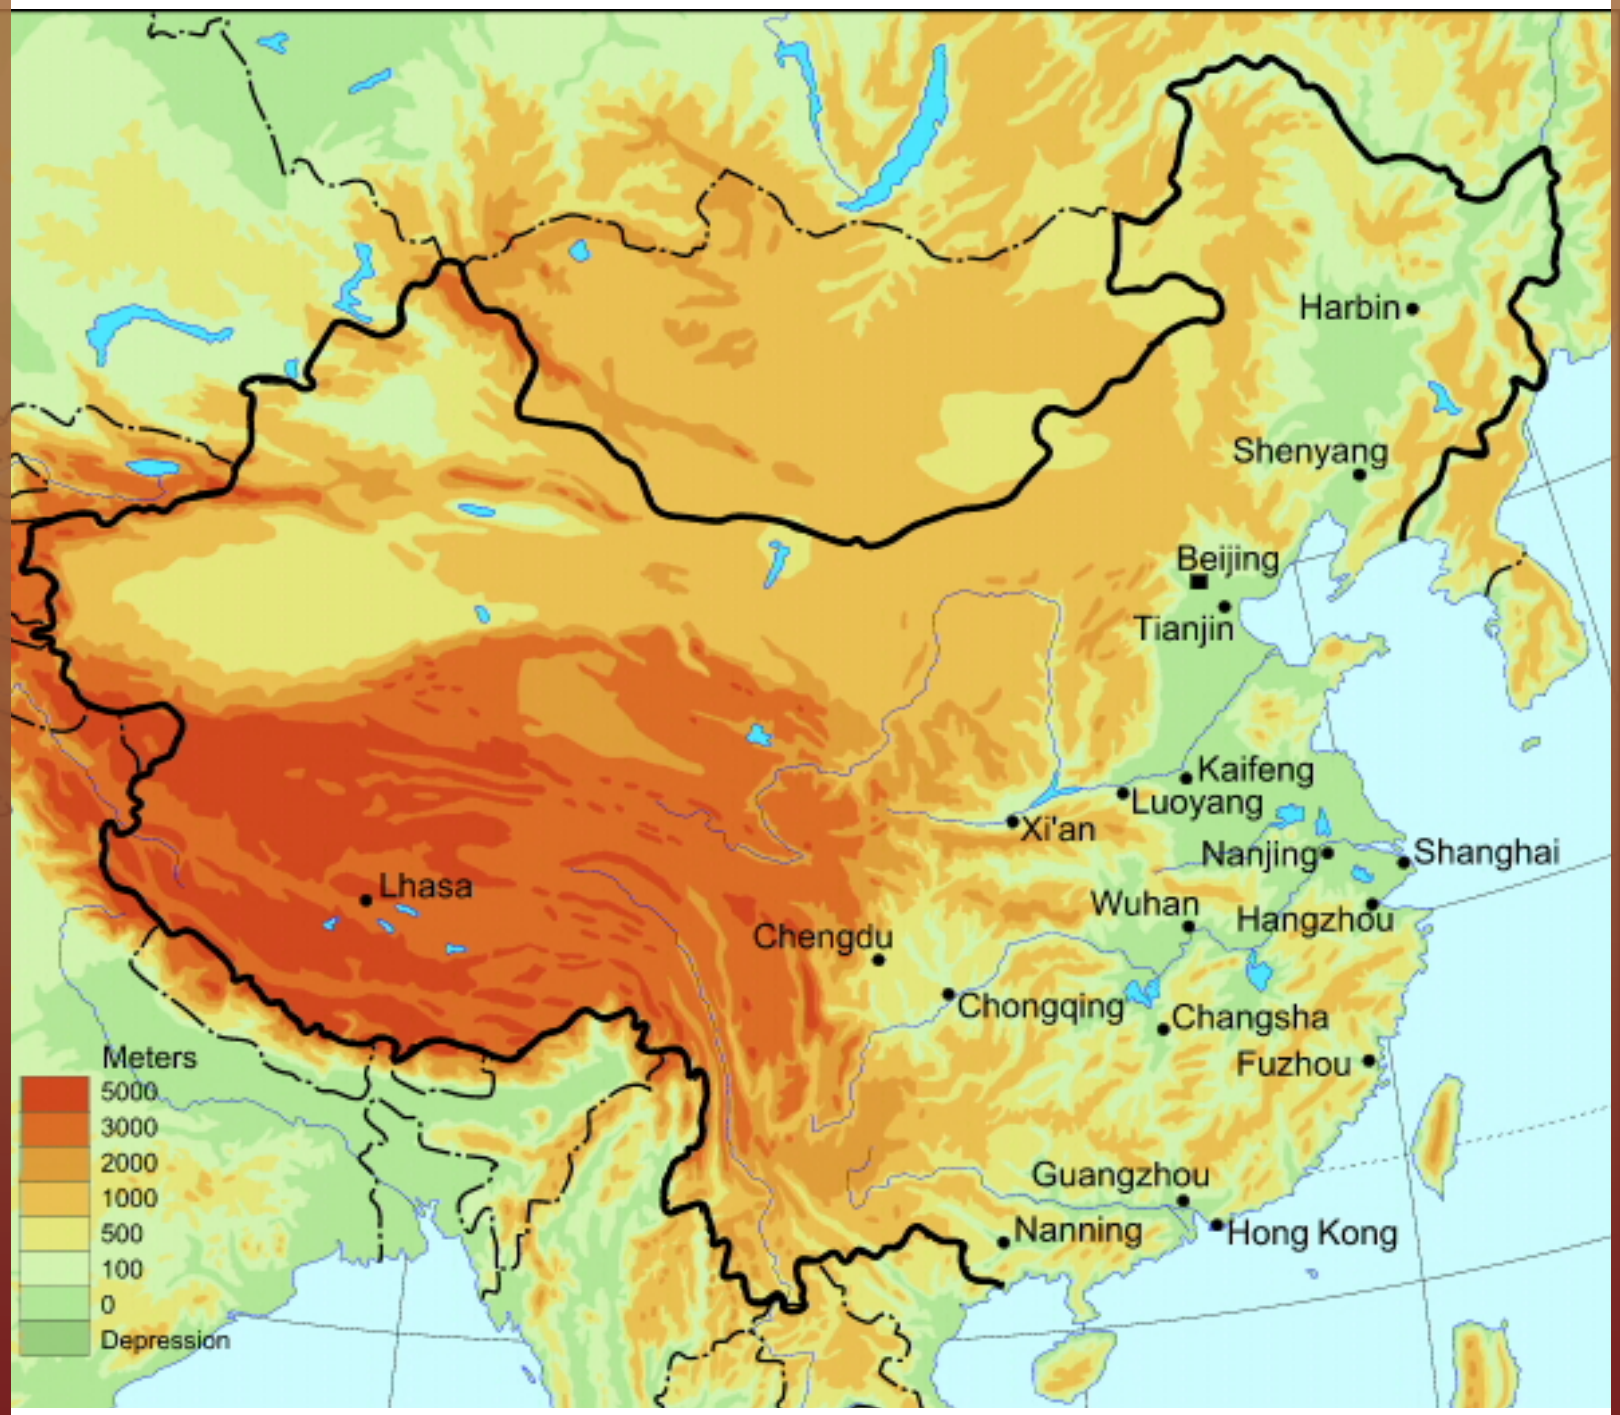 Harbin
Shenyang
Beijing
Tianjin
Kaifeng
Luoyang
Xi'an
Nanjing
Shanghai
Lhasa
Wuhan
Hangzhou
Chengdu
Chongqing
Changsha
Fuzhou
Meters
5000
3000
2000
1000
500
100
0
Depression
Guangzhou
Nanning
Hong Kong